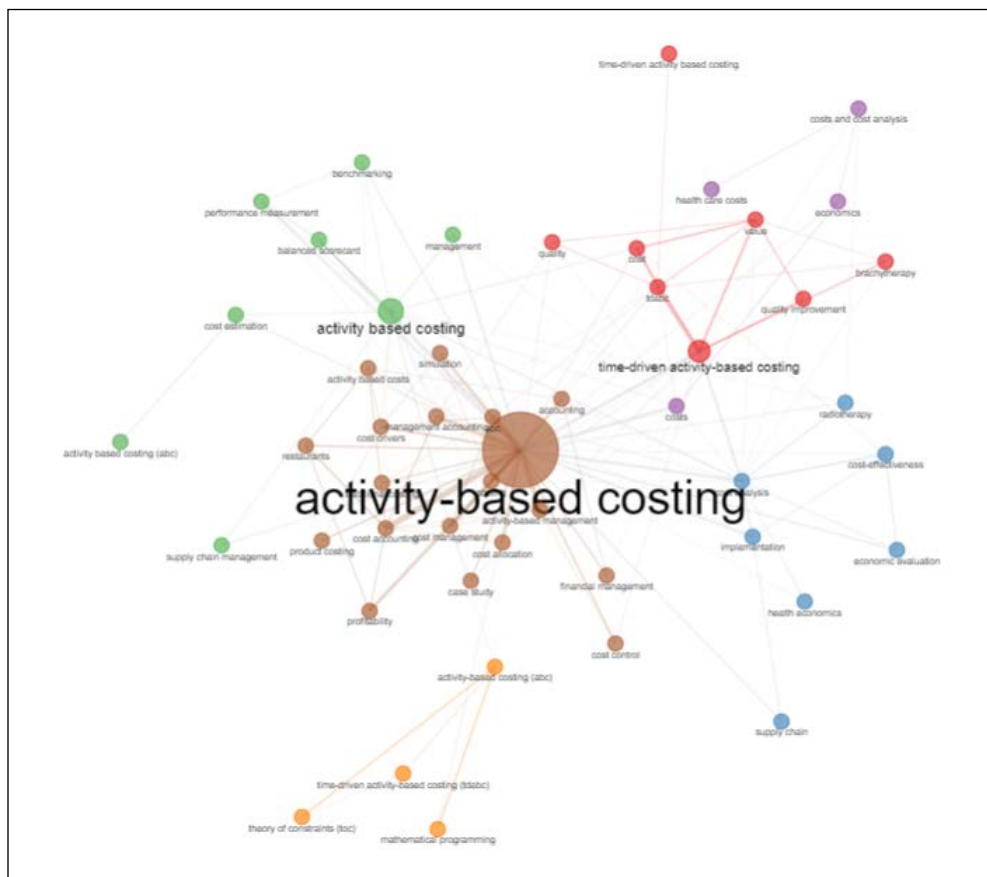 time-driven activity based costing
costs and cost analysis
benchmarking
health care costs
economics
performance measurement
value
management
balances scorecard
quality
cost
brachytherapy
tdabc
quality improvement
cost estimation
activity based costing
simulation
time-driven activity-based costing
activity based costs
accounting
costs
radiotherapy
management accounting
abc
cost drivers
activity based costing (abc)
restaurants
cost-effectiveness
analysis
activity-based costing
activity-based management
cost accounting
cost management
implementation
product costing
cost allocation
supply chain management
economic evaluation
case study
financial management
health economics
profitability
cost control
activity-based costing (abc)
supply chain
time-driven activity-based costing (tdabc)
theory of constraints (toc)
mathematical programming